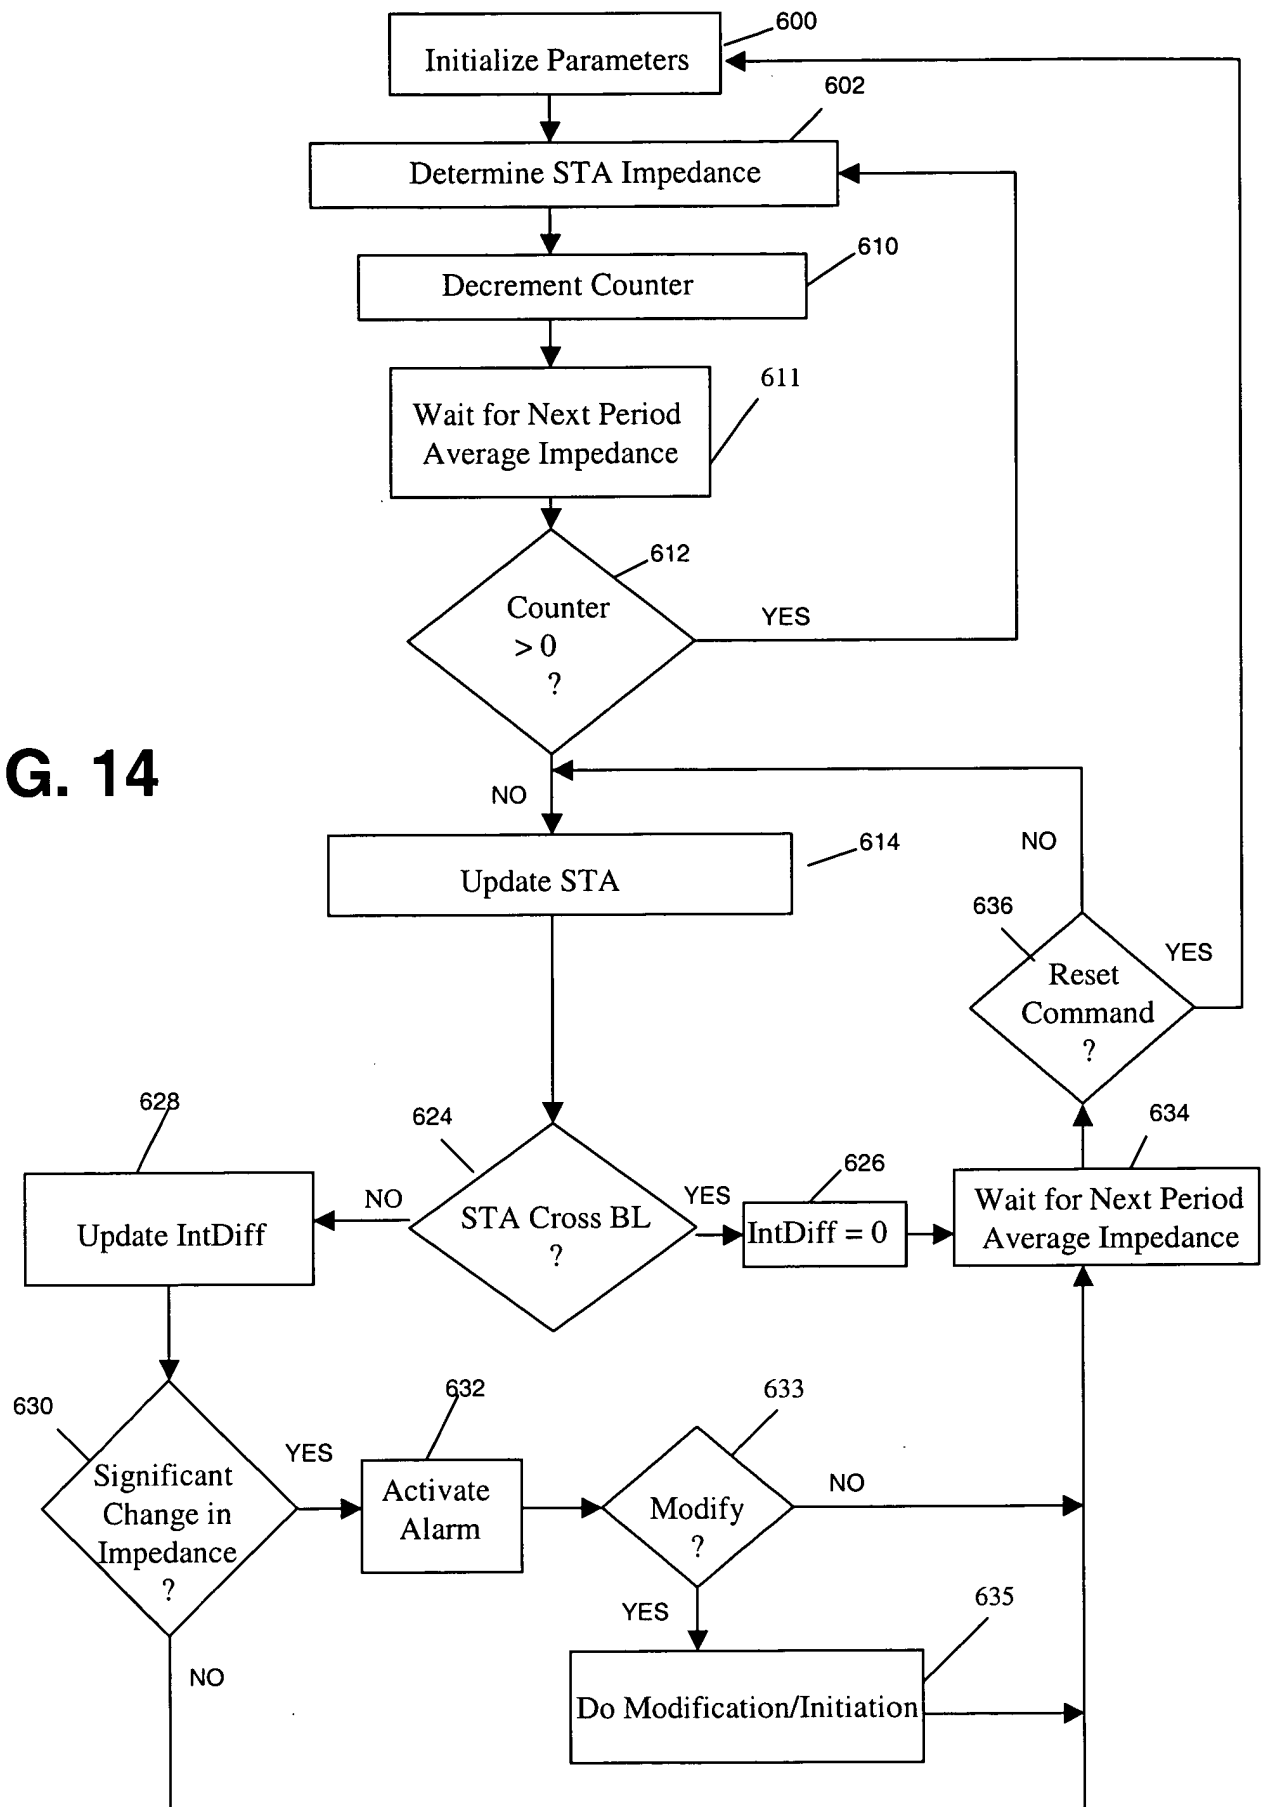 600
Initialize Parameters
602
Determine STA Impedance
610
Decrement Counter
611
Wait for Next Period
Average Impedance
612
Counter
> 0
?
YES
G. 14
NO
614
Update STA
NO
636
YES
Reset
Command
?
628
624
634
626
NO
YES
Update IntDiff
STA Cross BL
?
IntDiff = 0
Wait for Next Period
Average Impedance
630
632
633
YES
Significant
Change in
Impedance
?
Activate
Alarm
Modify
?
NO
YES
635
NO
Do Modification/Initiation